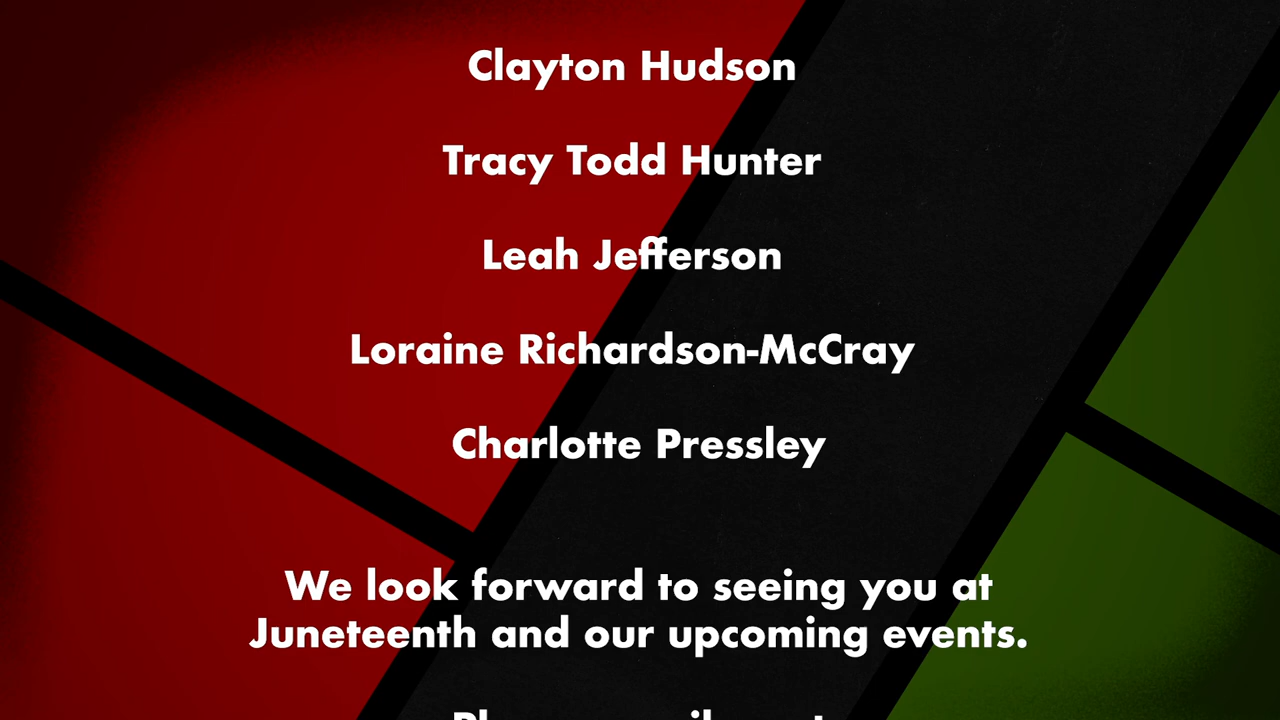 Clayton Hudson
Tracy Todd Hunter
Leah Jefferson
Loraine Richardson-McCray
Charlotte Pressley
We look forward to seeing you at
Juneteenth and our upcoming events.